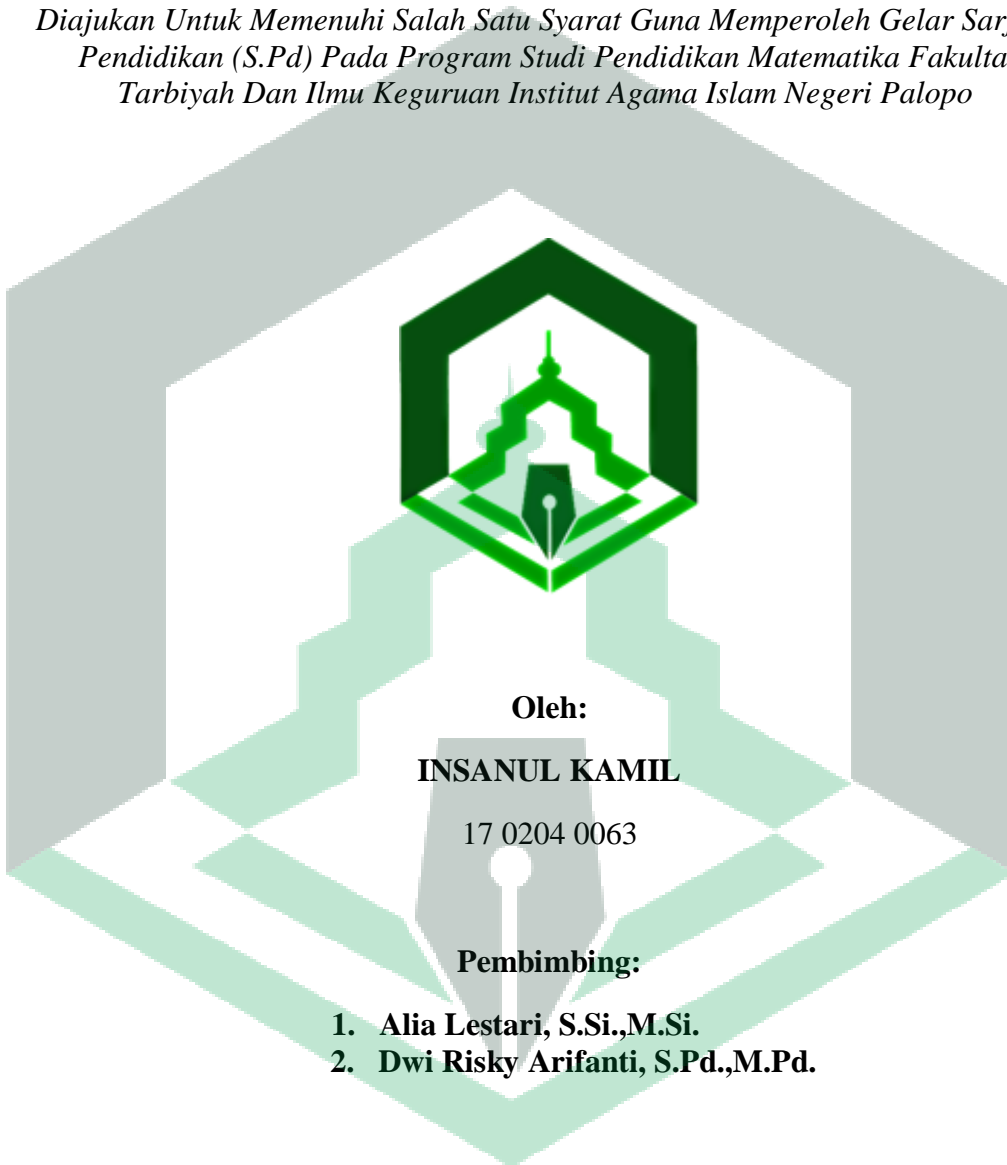 Diajukan Untuk Memenuhi Salah Satu Syarat Guna Memperoleh Gelar
Pendidikan (S.Pd) Pada Program Studi Pendidikan Matematika
Tarbiyah Dan Ilmu Keguruan Institut Agama Islam Negeri Palopo
Oleh:
INSANUL KAMIL
17 0204 0063
Pembimbing:
1. Alia Lestari, S.Si.,M.Si.
2. Dwi Risky Arifanti, S.Pd.,M.Pd.